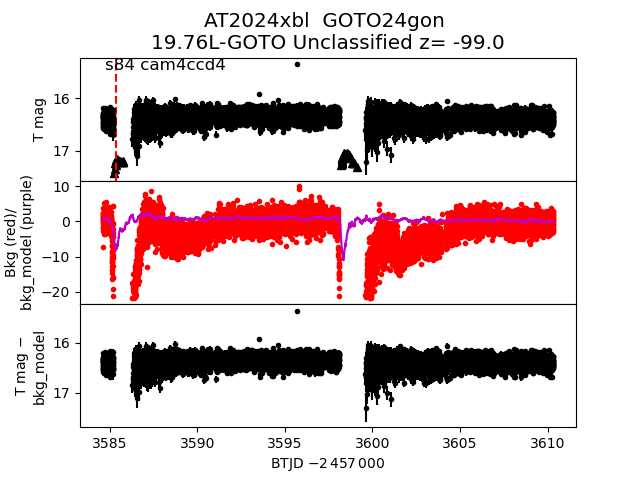 AT2024xbl  GOTO24gon
19.76L-GOTO Unclassified z= -99.0
s84 cam4ccd4
T mag
16
17
Bkg (red)/
bkg_model (purple)
10
0
−10
−20
T mag −
bkg_model
16
17
3585 3590 3595 3600 3605 3610
BTJD −2 457 000